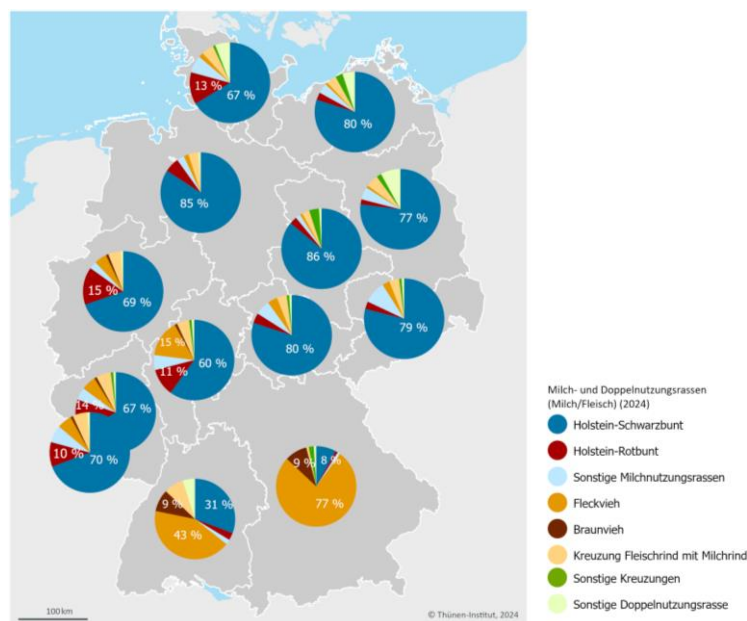 13 %
67 %
80 %
85 %
77 %
86 %
15 %
69 %
79 %
15 %
60 %
11 %
80 %
14 %
67 %
10 %
70 %
9 %
8 %
77 %
9 %
31 %
43 %
100 km
© Thünen-Institut, 2024
Milch- und Doppelnutzungsrassen
(Milch/Fleisch) (2024)
Holstein-Schwarzbunt
Holstein-Rotbunt
Sonstige Milchnutzungsrassen
Fleckvieh
Braunvieh
Kreuzung Fleischrind mit Milchrind
Sonstige Kreuzungen
Sonstige Doppelnutzungsrasse